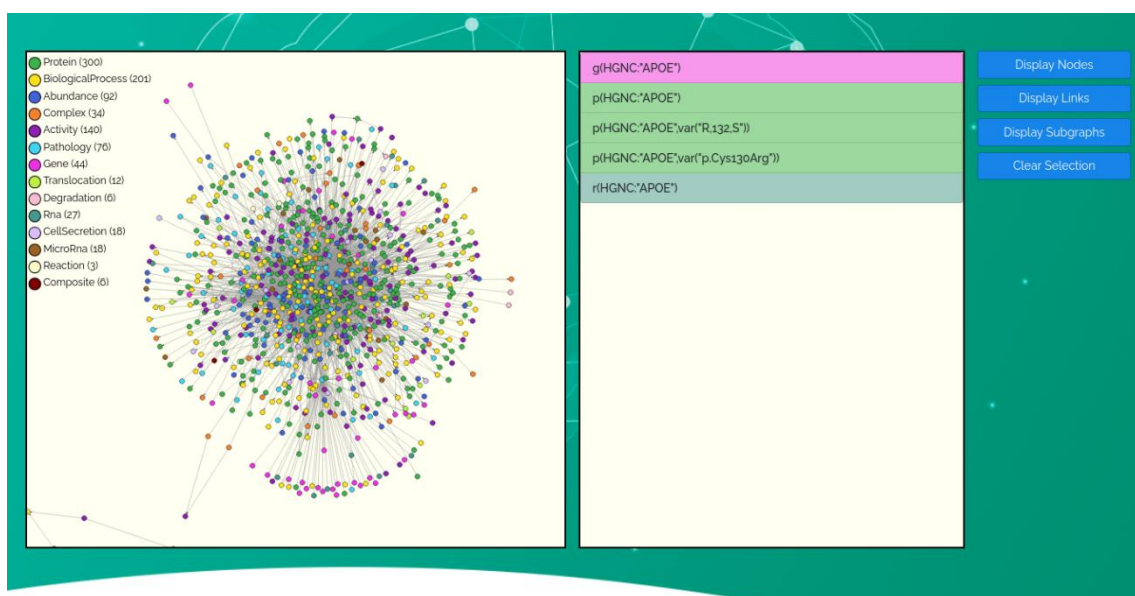 Protein (300)
BiologicalProcess (201)
Abundance (92)
Complex (34)
Activity (140)
Pathology (76)
Gene (44)
Translocation (12)
Degradation (6)
Rna (27)
CellSecretion (18)
MicroRna (18)
Reaction (3)
Composite (6)
g(HGNC:"APOE")
p(HGNC:"APOE")
p(HGNC:"APOE",var("R,132,S"))
p(HGNC:"APOE",var("p.Cys130Arg"))
r(HGNC:"APOE")
Display Nodes
Display Links
Display Subgraphs
Clear Selection